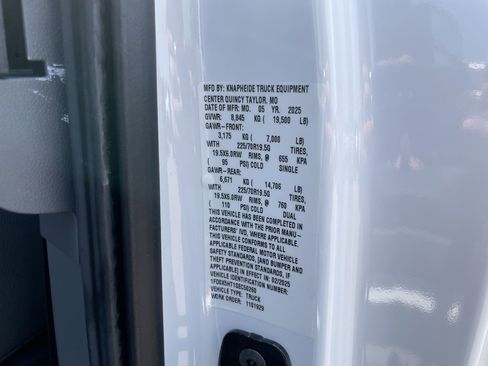 MFD BY: KNAPHEIDE TRUCK EQUIPMENT
CENTER QUINCY TAYLOR, MO
DATE OF MFR: MO. 05 YR. 2025
GVWR: 8,845 KG ( 19,500 LB)
GAWR-FRONT:
3,175 KG ( 7,000 LB)
WITH 225/70R19.5G TIRES,
19.5X6.0RW RIMS, @ 655 KPA
( 95 PSI) COLD SINGLE
GAWR-REAR:
6,671 KG ( 14,706 LB)
WITH 225/70R19.5G TIRES,
19.5X6.0RW RIMS, @ 760 KPA
( 110 PSI) COLD DUAL
THIS VEHICLE HAS BEEN COMPLETED IN
ACCORDANCE WITH THE PRIOR MANU-
FACTURERS' IVD, WHERE APPLICABLE.
THIS VEHICLE CONFORMS TO ALL
APPLICABLE FEDERAL MOTOR VEHICLE
SAFETY STANDARDS, [AND BUMPER AND
THEFT PREVENTION STANDARDS, IF
APPLICABLE] IN EFFECT IN 02/2025
VEHICLE IDENTIFICATION NUMBER:
VEHICLE TYPE: TRUCK
WORK ORDER: 1101929